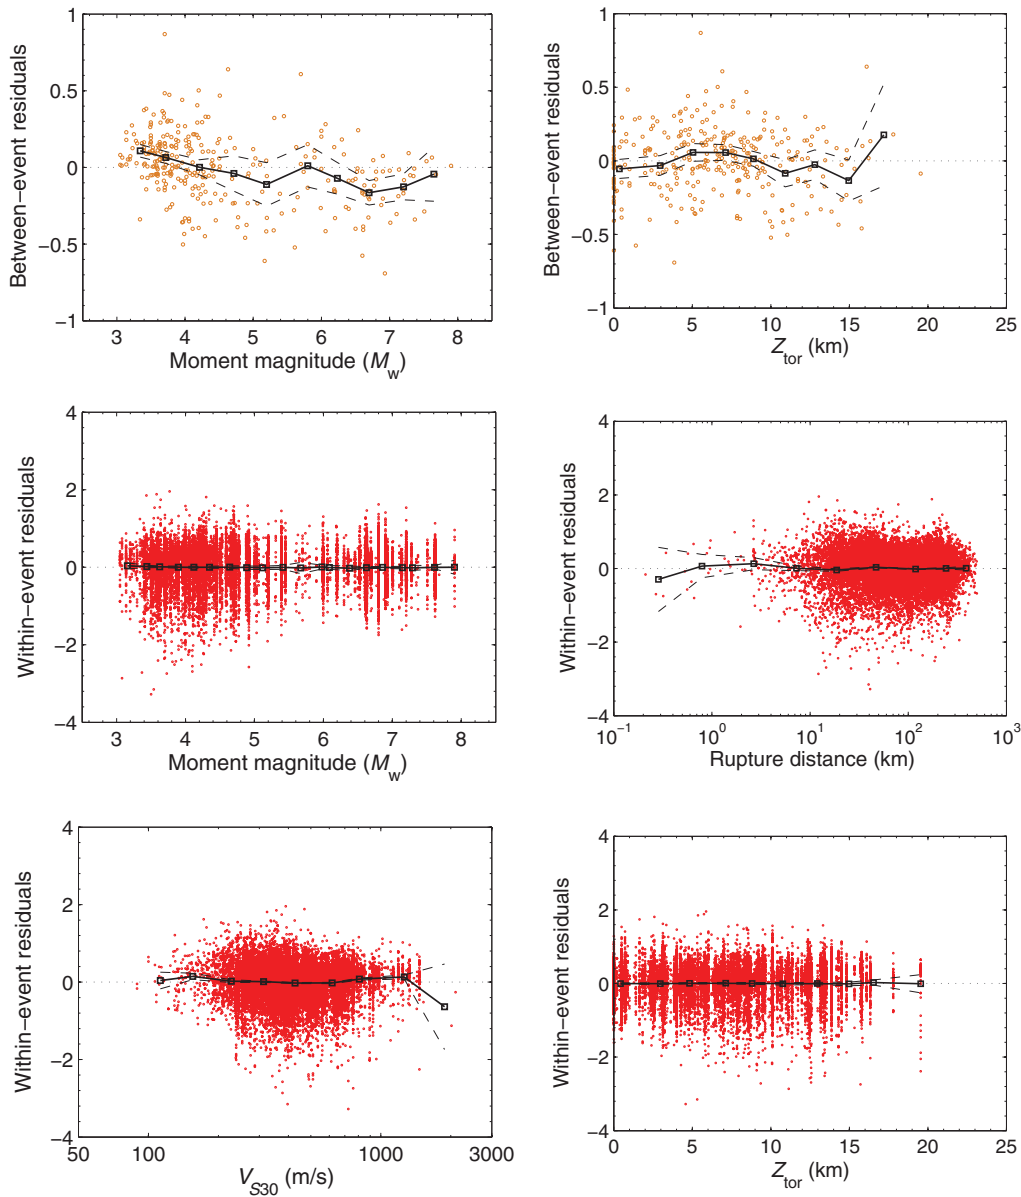 1
0.5
0
−0.5
−1
Between−event residuals
3 4 5 6 7 8
Moment magnitude (Mw)
1
0.5
0
−0.5
−1
Between−event residuals
0 5 10 15 20 25
Ztor (km)
4
2
0
−2
−4
Within−event residuals
3 4 5 6 7 8
Moment magnitude (Mw)
4
2
0
−2
−4
Within−event residuals
10−1 100 101 102 103
Rupture distance (km)
4
2
0
−2
−4
Within−event residuals
50 100 1000 3000
VS30 (m/s)
4
2
0
−2
−4
Within−event residuals
0 5 10 15 20 25
Ztor (km)